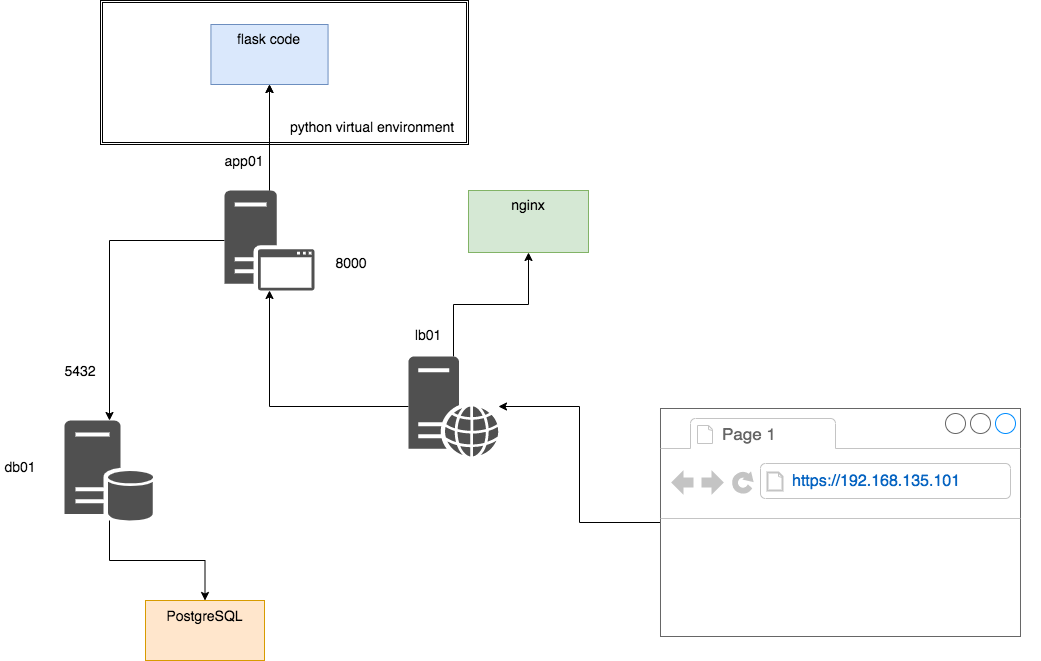 flask code
python virtual environment
app01
nginx
8000
lb01
5432
Page 1
db01
https://192.168.135.101
PostgreSQL